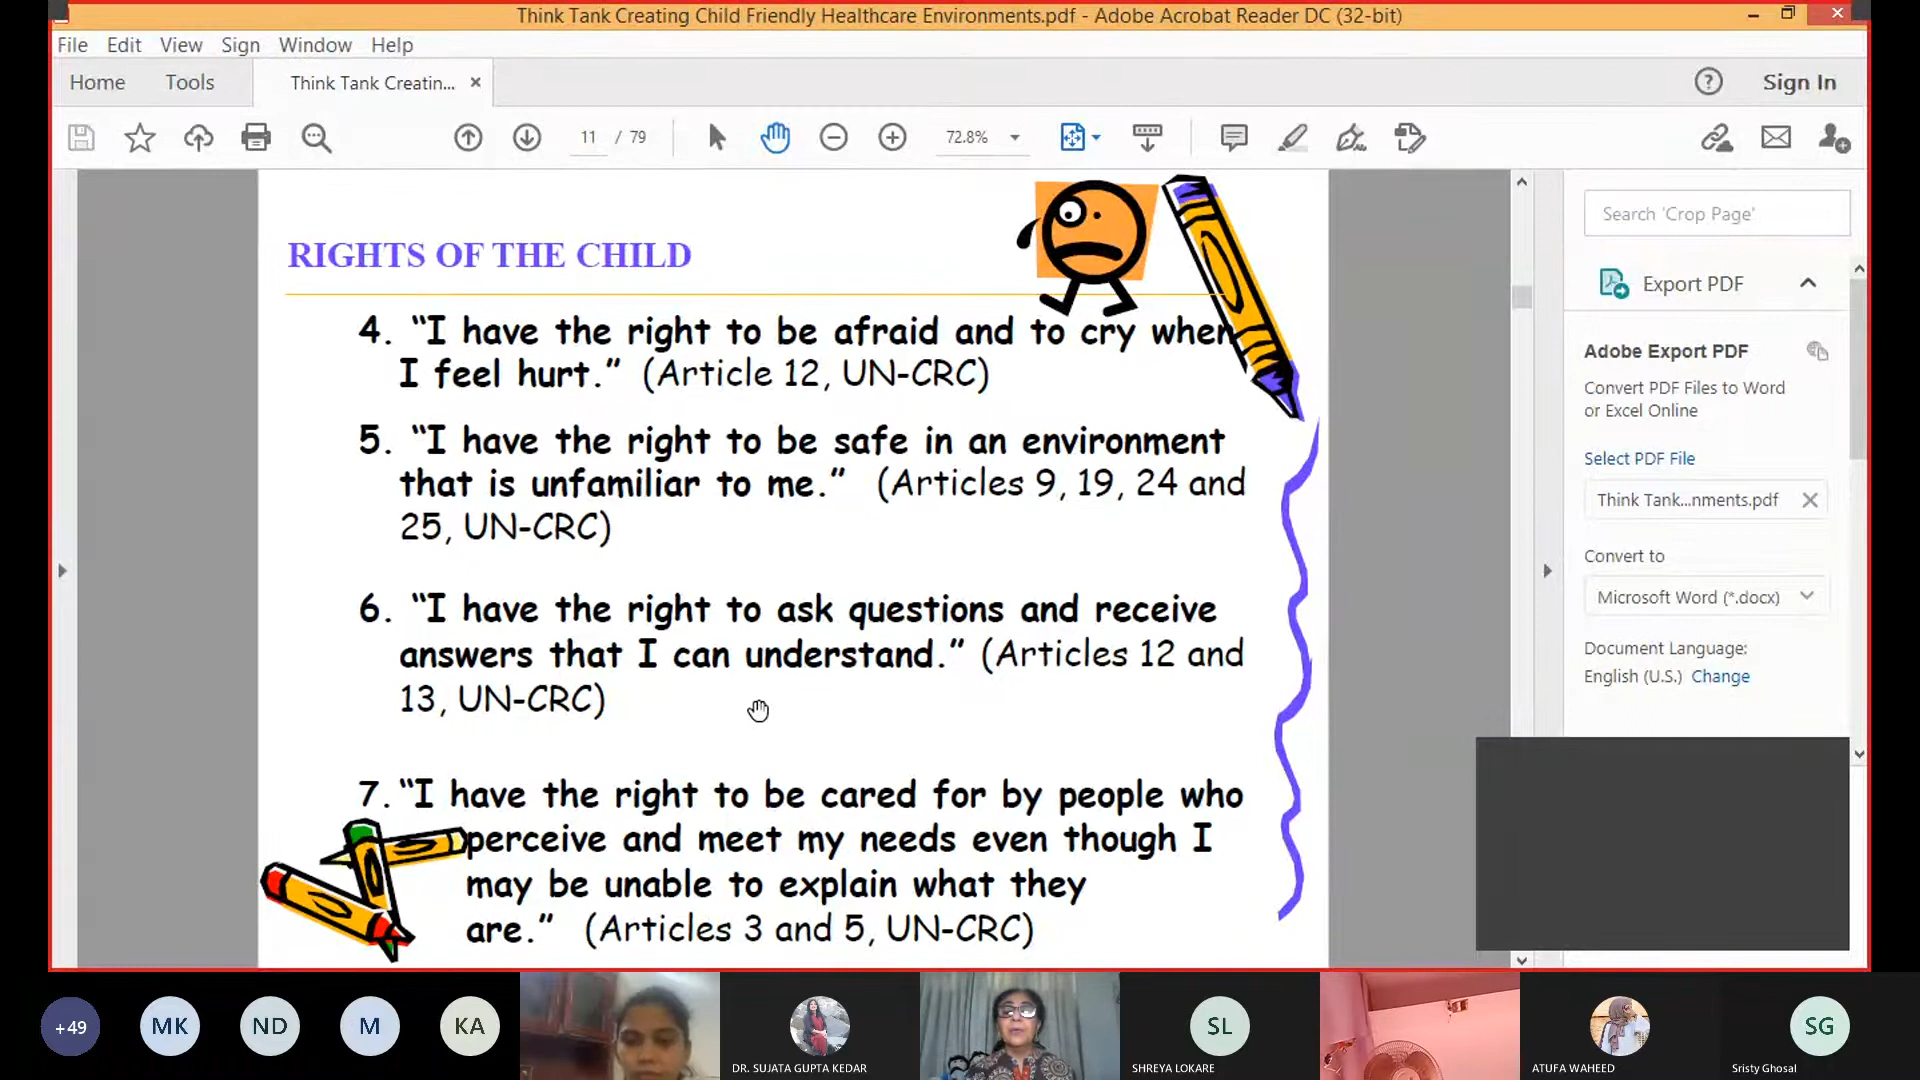 Think Tank Creating Child Friendly Healthcare Environments.pdf - Adobe Acrobat Reader DC (32-bit)
File Edit View Sign Window Help
Home Tools Think Tank Creatin... Sign In
11 / 79 72.8%
Search 'Crop Page'
Export PDF
Adobe Export PDF
Convert PDF Files to Word
or Excel Online
Select PDF File
Think Tank...nments.pdf
Convert to
Microsoft Word (*.docx)
Document Language:
English (U.S.) Change
RIGHTS OF THE CHILD
4. “I have the right to be afraid and to cry when
I feel hurt.” (Article 12, UN-CRC)
5. “I have the right to be safe in an environment
that is unfamiliar to me.” (Articles 9, 19, 24 and
25, UN-CRC)
6. “I have the right to ask questions and receive
answers that I can understand.” (Articles 12 and
13, UN-CRC)
7. “I have the right to be cared for by people who
perceive and meet my needs even though I
may be unable to explain what they
are.” (Articles 3 and 5, UN-CRC)
+49 MK ND M KA SL SG
DR. SUJATA GUPTA KEDAR SHREYA LOKARE ATUFA WAHEED Sristy Ghosal